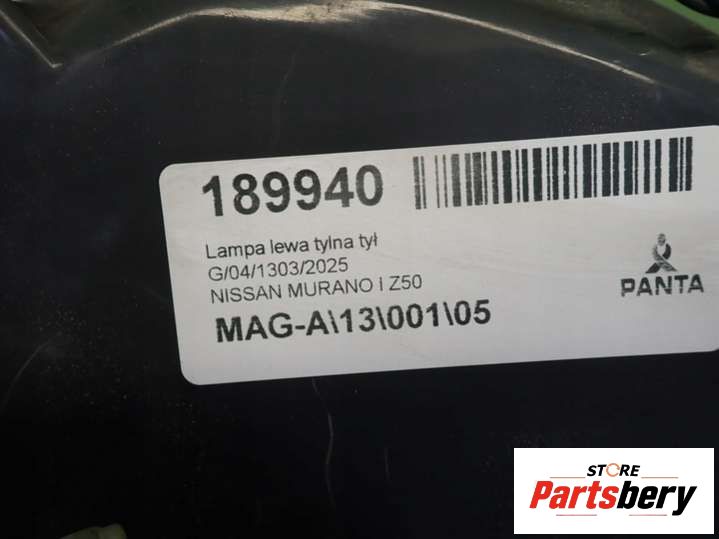 189940
Lampa lewa tylna tył
G/04/1303/2025
NISSAN MURANO I Z50
MAG-A\13\001\05
PANTA
STORE
Partsbery